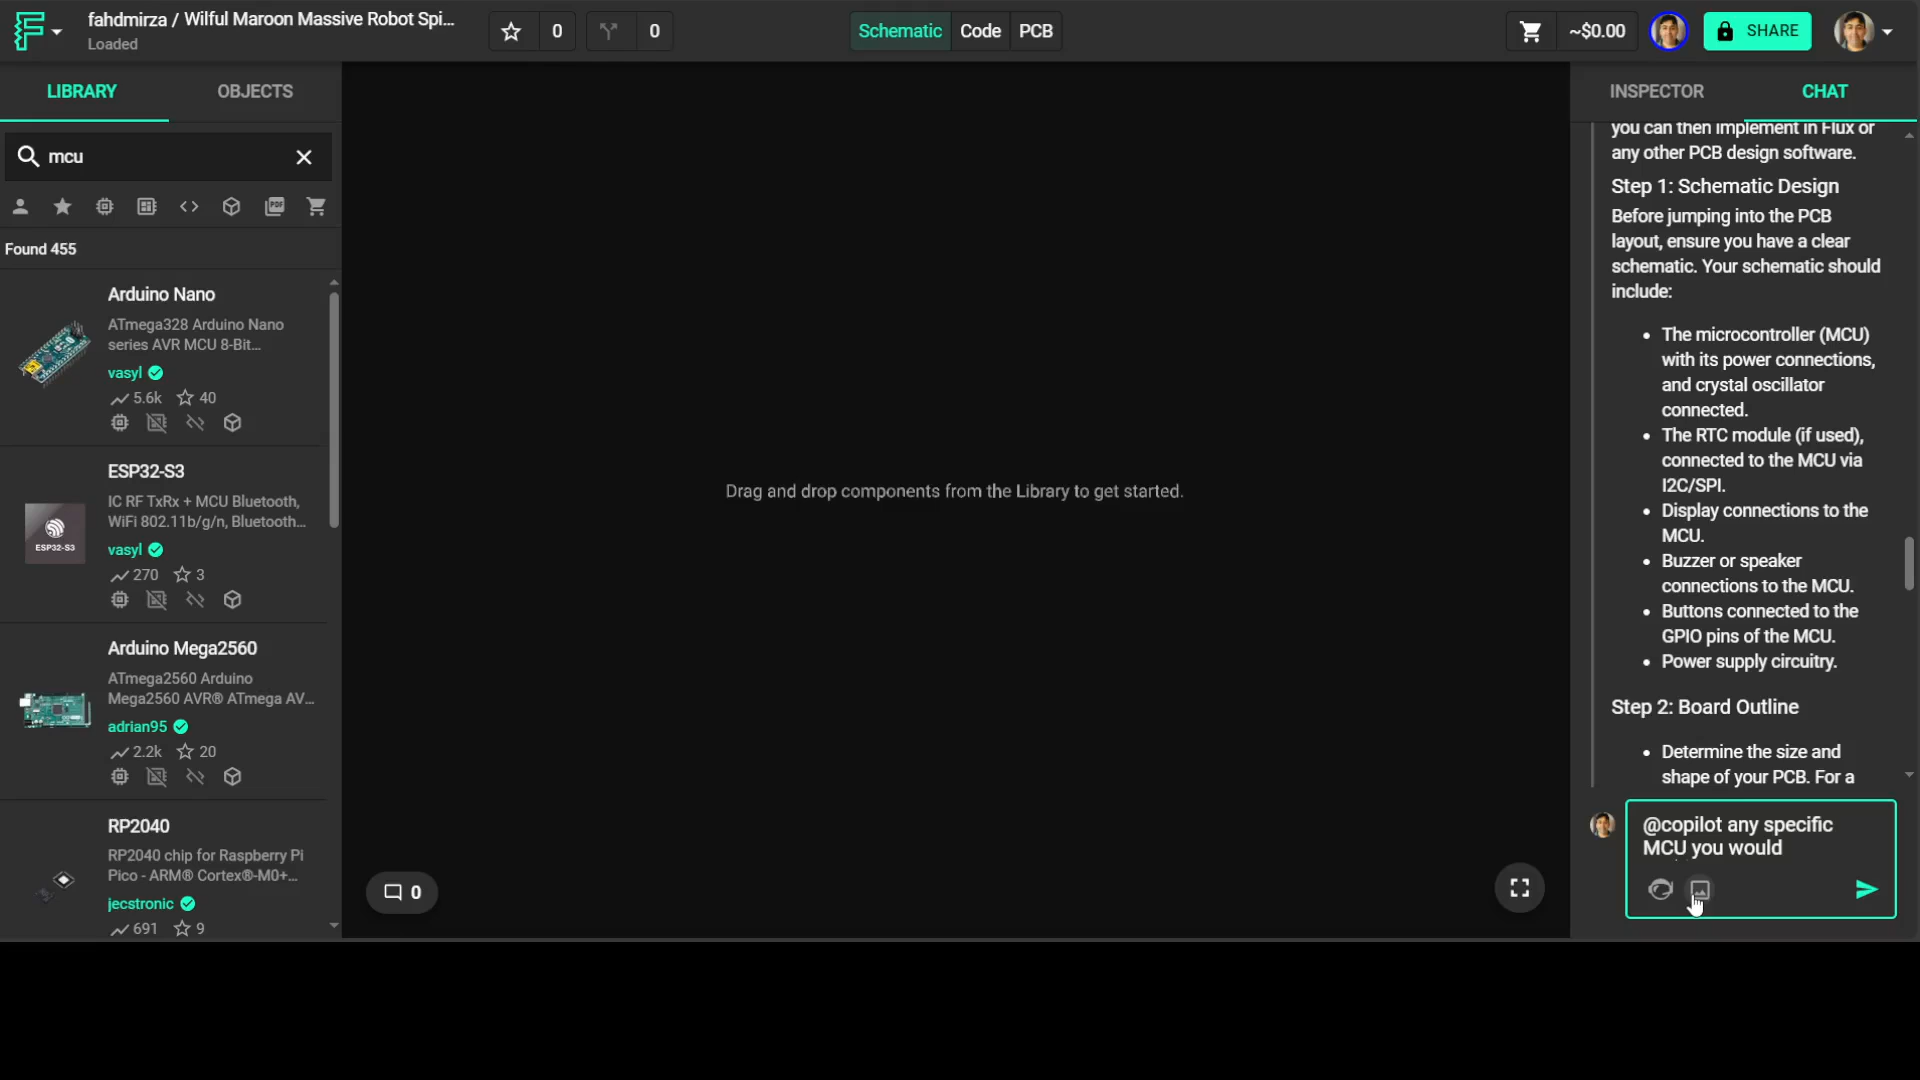 fahdmirza / Wilful Maroon Massive Robot Spi...
Loaded
0
0
Schematic
Code
PCB
~$0.00
SHARE
LIBRARY
OBJECTS
mcu
Found 455
Arduino Nano
ATmega328 Arduino Nano
series AVR MCU 8-Bit...
vasyl
5.6k
40
ESP32-S3
IC RF TxRx + MCU Bluetooth,
WiFi 802.11b/g/n, Bluetooth...
ESP32-S3
vasyl
270
3
Arduino Mega2560
ATmega2560 Arduino
Mega2560 AVR® ATmega AV...
adrian95
2.2k
20
RP2040
RP2040 chip for Raspberry Pi
Pico - ARM® Cortex®-M0+...
jecstronic
691
9
Drag and drop components from the Library to get started.
0
INSPECTOR
CHAT
you can then implement in Flux or
any other PCB design software.
Step 1: Schematic Design
Before jumping into the PCB
layout, ensure you have a clear
schematic. Your schematic should
include:
• The microcontroller (MCU)
with its power connections,
and crystal oscillator
connected.
• The RTC module (if used),
connected to the MCU via
I2C/SPI.
• Display connections to the
MCU.
• Buzzer or speaker
connections to the MCU.
• Buttons connected to the
GPIO pins of the MCU.
• Power supply circuitry.
Step 2: Board Outline
• Determine the size and
shape of your PCB. For a
@copilot any specific
MCU you would